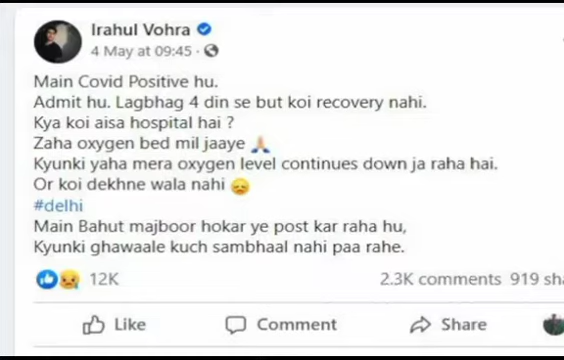 Irahul Vohra
4 May at 09:45 ·
Main Covid Positive hu.
Admit hu. Lagbhag 4 din se but koi recovery nahi.
Kya koi aisa hospital hai ?
Zaha oxygen bed mil jaaye 🙏
Kyunki yaha mera oxygen level continues down ja raha hai.
Or koi dekhne wala nahi 😞
#delhi
Main Bahut majboor hokar ye post kar raha hu,
Kyunki ghawaale kuch sambhaal nahi paa rahe.
12K 2.3K comments 919 sha
Like Comment Share